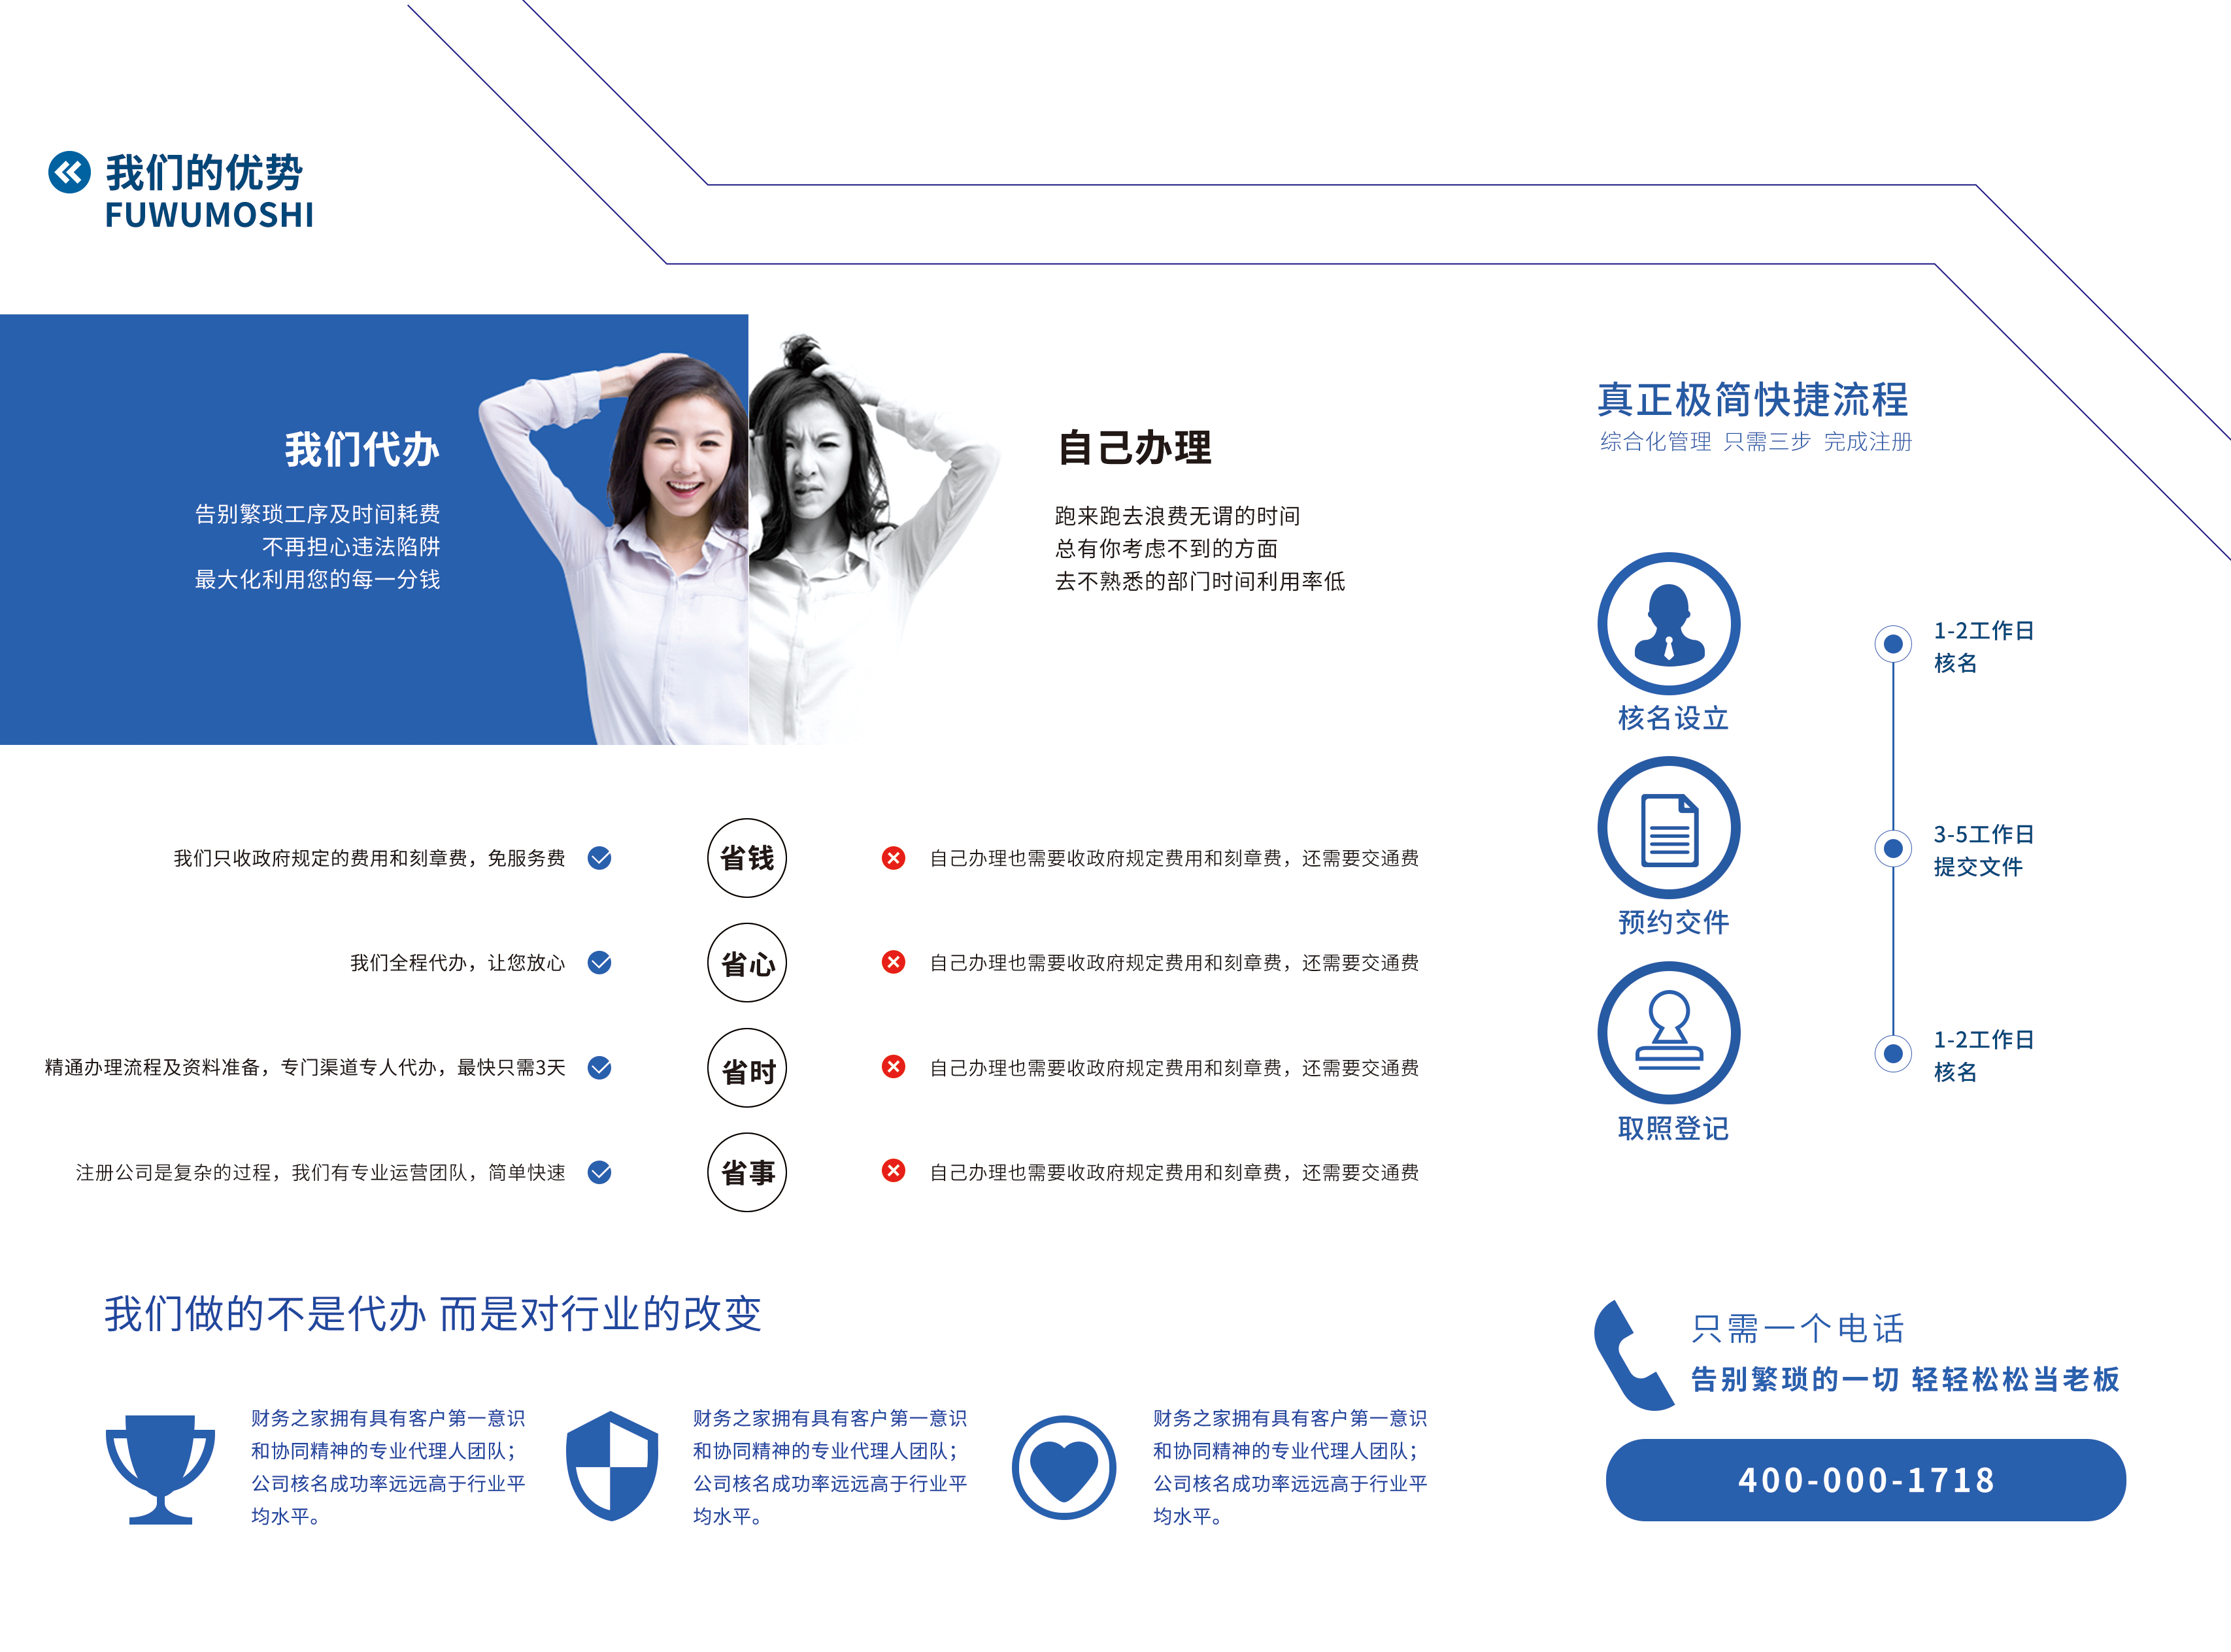 我们的优势
FUWUMOSHI
我们代办
告别繁琐工序及时间耗费
不再担心违法陷阱
最大化利用您的每一分钱
自己办理
跑来跑去浪费无谓的时间
总有你考虑不到的方面
去不熟悉的部门时间利用率低
我们只收政府规定的费用和刻章费，免服务费
省钱
自己办理也需要收政府规定费用和刻章费，还需要交通费
我们全程代办，让您放心
省心
自己办理也需要收政府规定费用和刻章费，还需要交通费
精通办理流程及资料准备，专门渠道专人代办，最快只需3天
省时
自己办理也需要收政府规定费用和刻章费，还需要交通费
注册公司是复杂的过程，我们有专业运营团队，简单快速
省事
自己办理也需要收政府规定费用和刻章费，还需要交通费
真正极简快捷流程
综合化管理 只需三步 完成注册
核名设立
1-2工作日
核名
预约交件
3-5工作日
提交文件
取照登记
1-2工作日
核名
我们做的不是代办 而是对行业的改变
财务之家拥有具有客户第一意识
和协同精神的专业代理人团队；
公司核名成功率远远高于行业平
均水平。
财务之家拥有具有客户第一意识
和协同精神的专业代理人团队；
公司核名成功率远远高于行业平
均水平。
财务之家拥有具有客户第一意识
和协同精神的专业代理人团队；
公司核名成功率远远高于行业平
均水平。
只需一个电话
告别繁琐的一切 轻轻松松当老板
400-000-1718